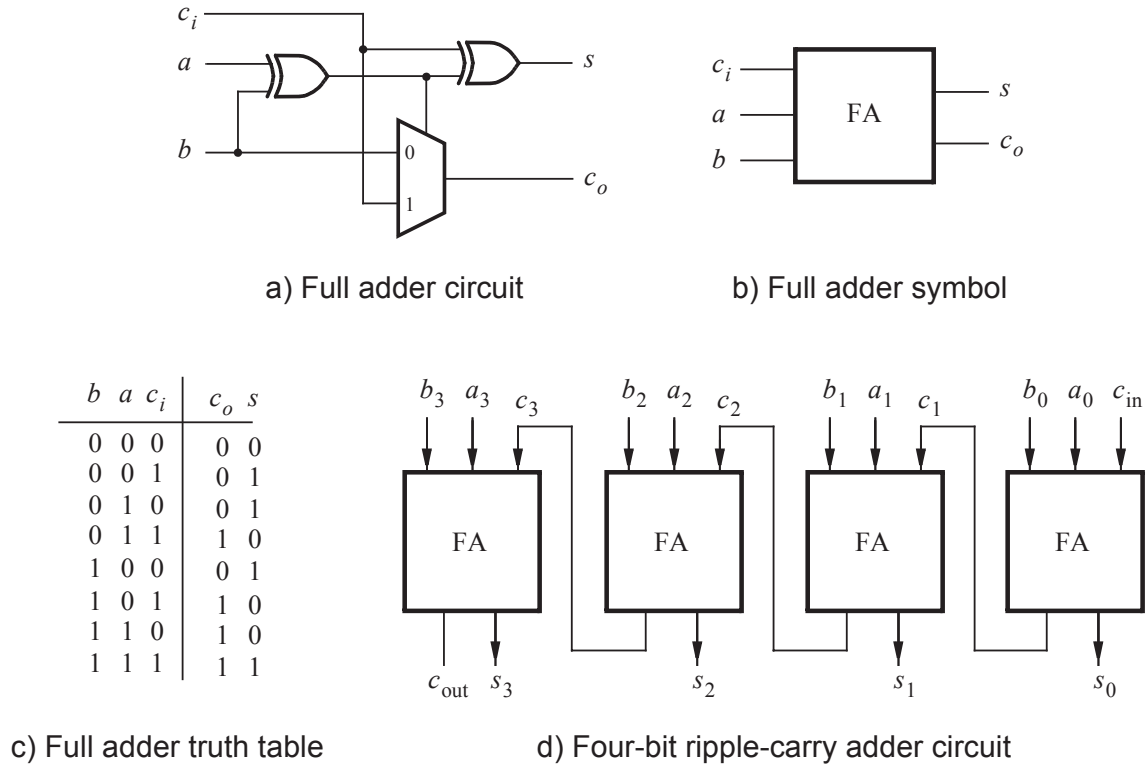 c_i
a
s
b
0
c_o
1
a) Full adder circuit
c_i
a
b
FA
s
c_o
b) Full adder symbol
b a c_i c_o s
0 0 0 0 0
0 0 1 0 1
0 1 0 0 1
0 1 1 1 0
1 0 0 0 1
1 0 1 1 0
1 1 0 1 0
1 1 1 1 1
c) Full adder truth table
b_3 a_3 c_3 b_2 a_2 c_2 b_1 a_1 c_1 b_0 a_0 c_in
FA FA FA FA
c_out s_3 s_2 s_1 s_0
d) Four-bit ripple-carry adder circuit